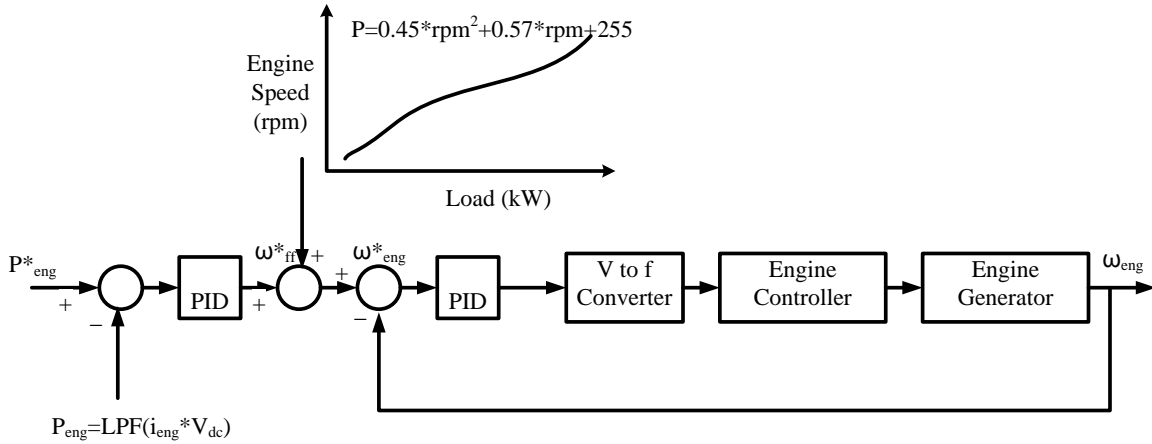 P=0.45*rpm²+0.57*rpm+255
Engine
Speed
(rpm)
Load (kW)
P*eng
+
−
PID
+
ω*ff
+
ω*eng
+
−
PID
V to f
Converter
Engine
Controller
Engine
Generator
ωeng
Peng=LPF(ieng*Vdc)